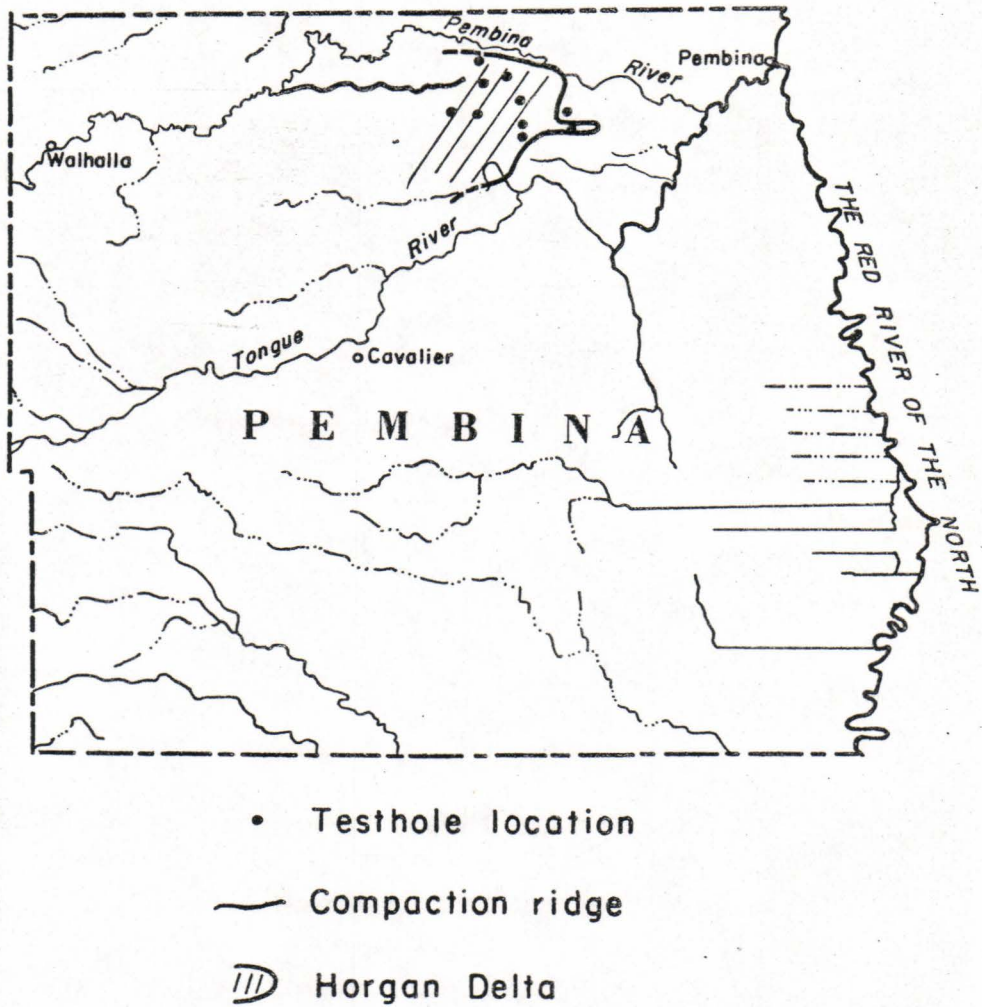 Pembina
River
Pembina
Walhalla
River
Tongue
Cavalier
PEMBINA
THE RED RIVER OF THE NORTH
Testhole location
Compaction ridge
Horgan Delta